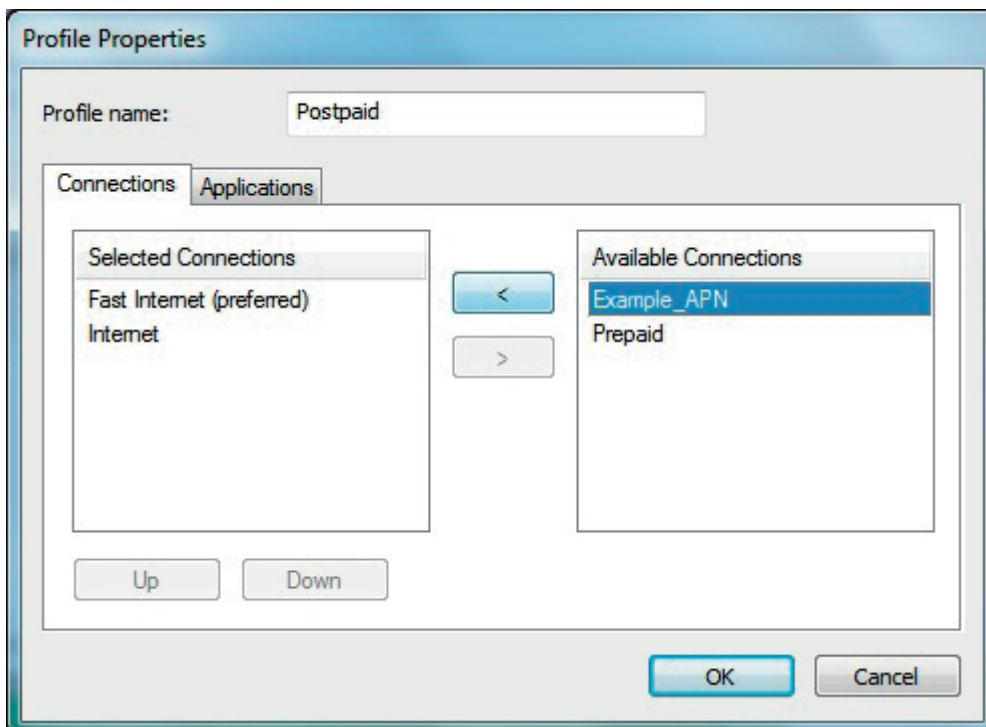 Profile Properties
Profile name: Postpaid
Connections Applications
Selected Connections
Fast Internet (preferred)
Internet
<
>
Available Connections
Example_APN
Prepaid
Up Down
OK Cancel